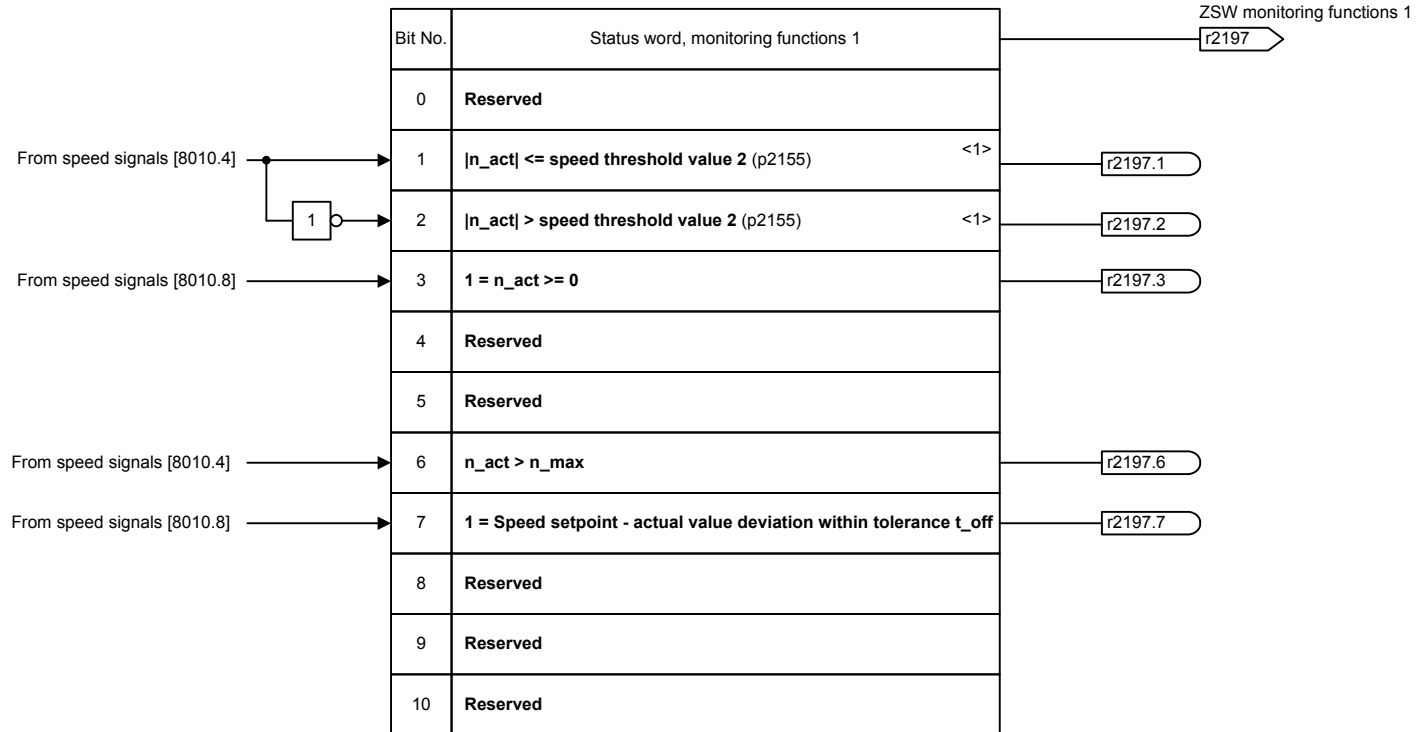 ZSW monitoring functions 1
Bit No. Status word, monitoring functions 1 r2197
0 Reserved
From speed signals [8010.4] 1 |n_act| <= speed threshold value 2 (p2155) <1> r2197.1
1 2 |n_act| > speed threshold value 2 (p2155) <1> r2197.2
From speed signals [8010.8] 3 1 = n_act >= 0 r2197.3
4 Reserved
5 Reserved
From speed signals [8010.4] 6 n_act > n_max r2197.6
From speed signals [8010.8] 7 1 = Speed setpoint - actual value deviation within tolerance t_off r2197.7
8 Reserved
9 Reserved
10 Reserved